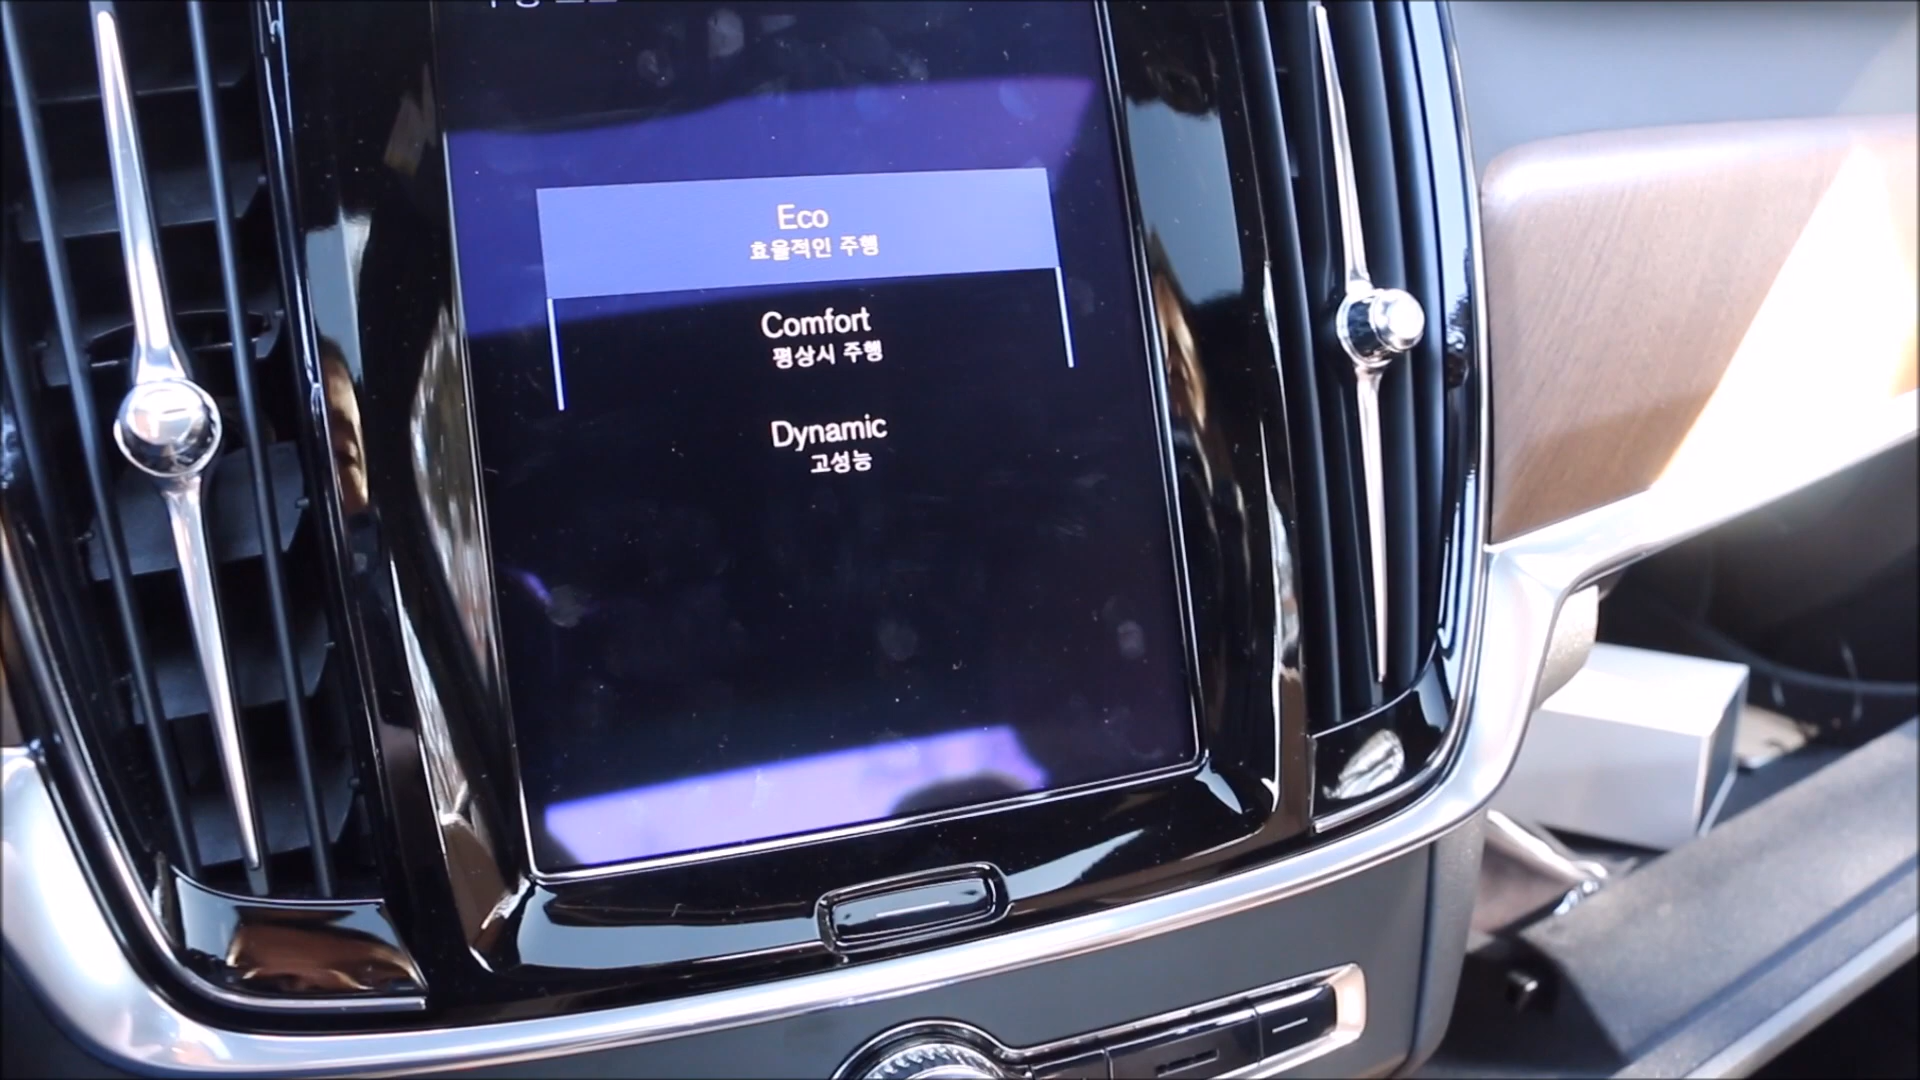 Eco
효율적인 주행
Comfort
평상시 주행
Dynamic
고성능